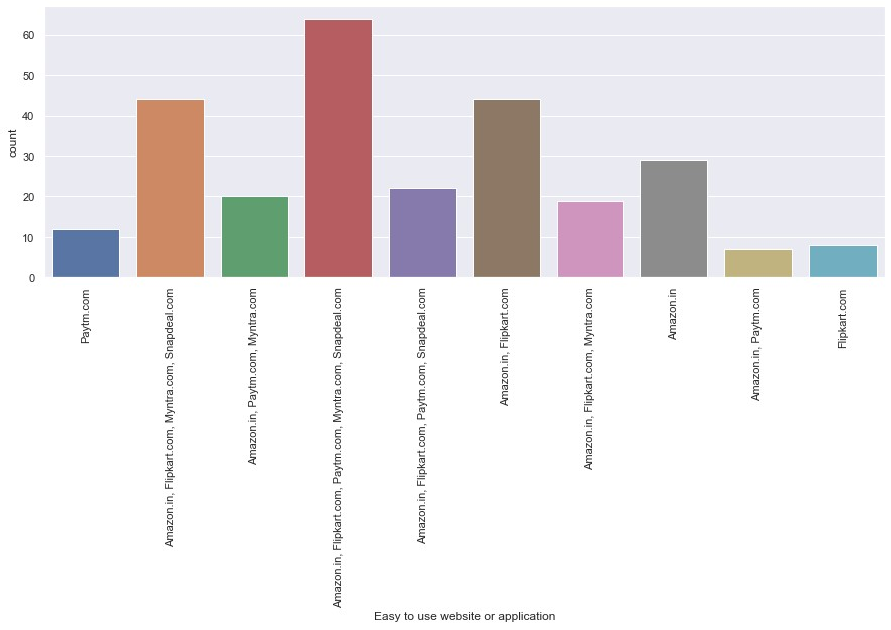 60
50
40
30
20
10
0
count
Paytm.com
Amazon.in, Flipkart.com, Myntra.com, Snapdeal.com
Amazon.in, Paytm.com, Myntra.com
Amazon.in, Flipkart.com, Paytm.com, Myntra.com, Snapdeal.com
Amazon.in, Flipkart.com, Paytm.com, Snapdeal.com
Amazon.in, Flipkart.com
Amazon.in, Flipkart.com, Myntra.com
Amazon.in
Amazon.in, Paytm.com
Flipkart.com
Easy to use website or application